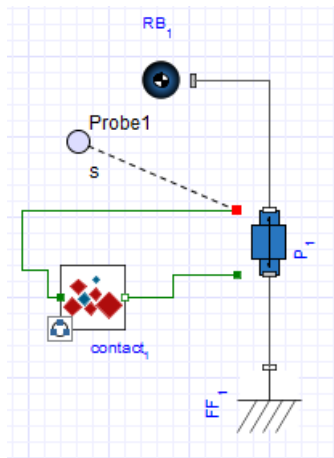 RB₁
Probe1
s
P₁
contact₁
FF₁